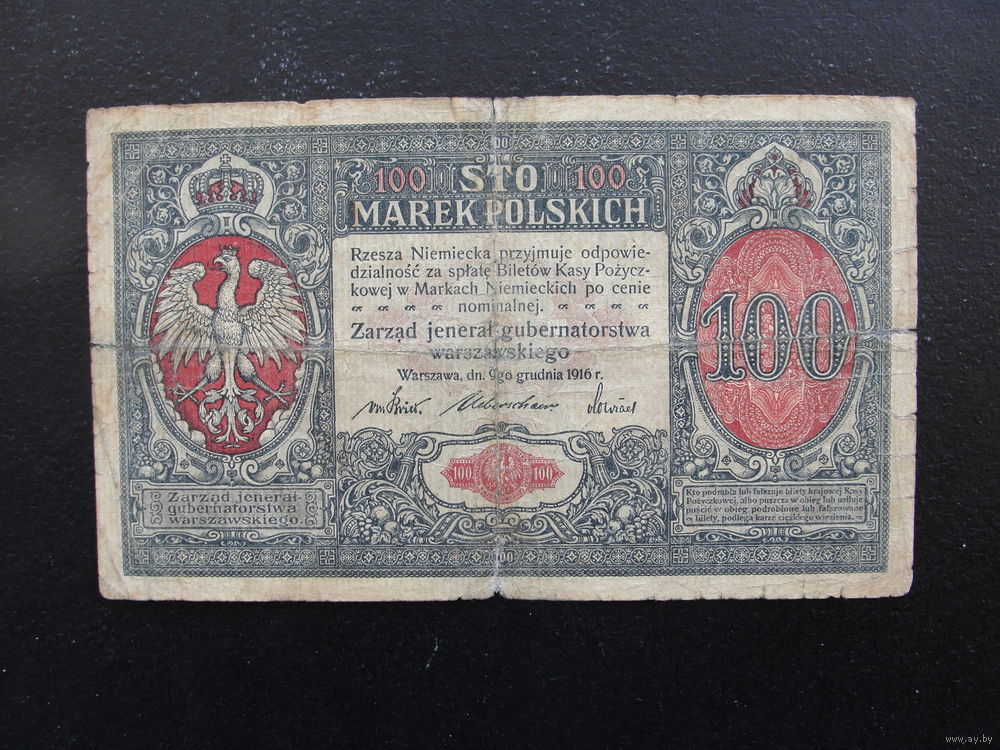 100 STO 100
MAREK POLSKICH
Rzesza Niemiecka przyjmuje odpowie-
dzialność za spłatę Biletów Kasy Pożycz-
kowej w Markach Niemieckich po cenie
nominalnej.
Zarząd jenerał-gubernatorstwa
warszawskiego
Warszawa, dn. 9go grudnia 1916 r.
100
100 100
Zarząd jenerał-
gubernatorstwa
warszawskiego.
Kto podrabia lub fałszuje bilety krajowej Kasy
Pożyczkowej, albo puszcza w obieg lub usiłuje
puścić w obieg podrobione lub fałszowane
bilety, podlega karze ciężkiego więzienia.
www.ay.by